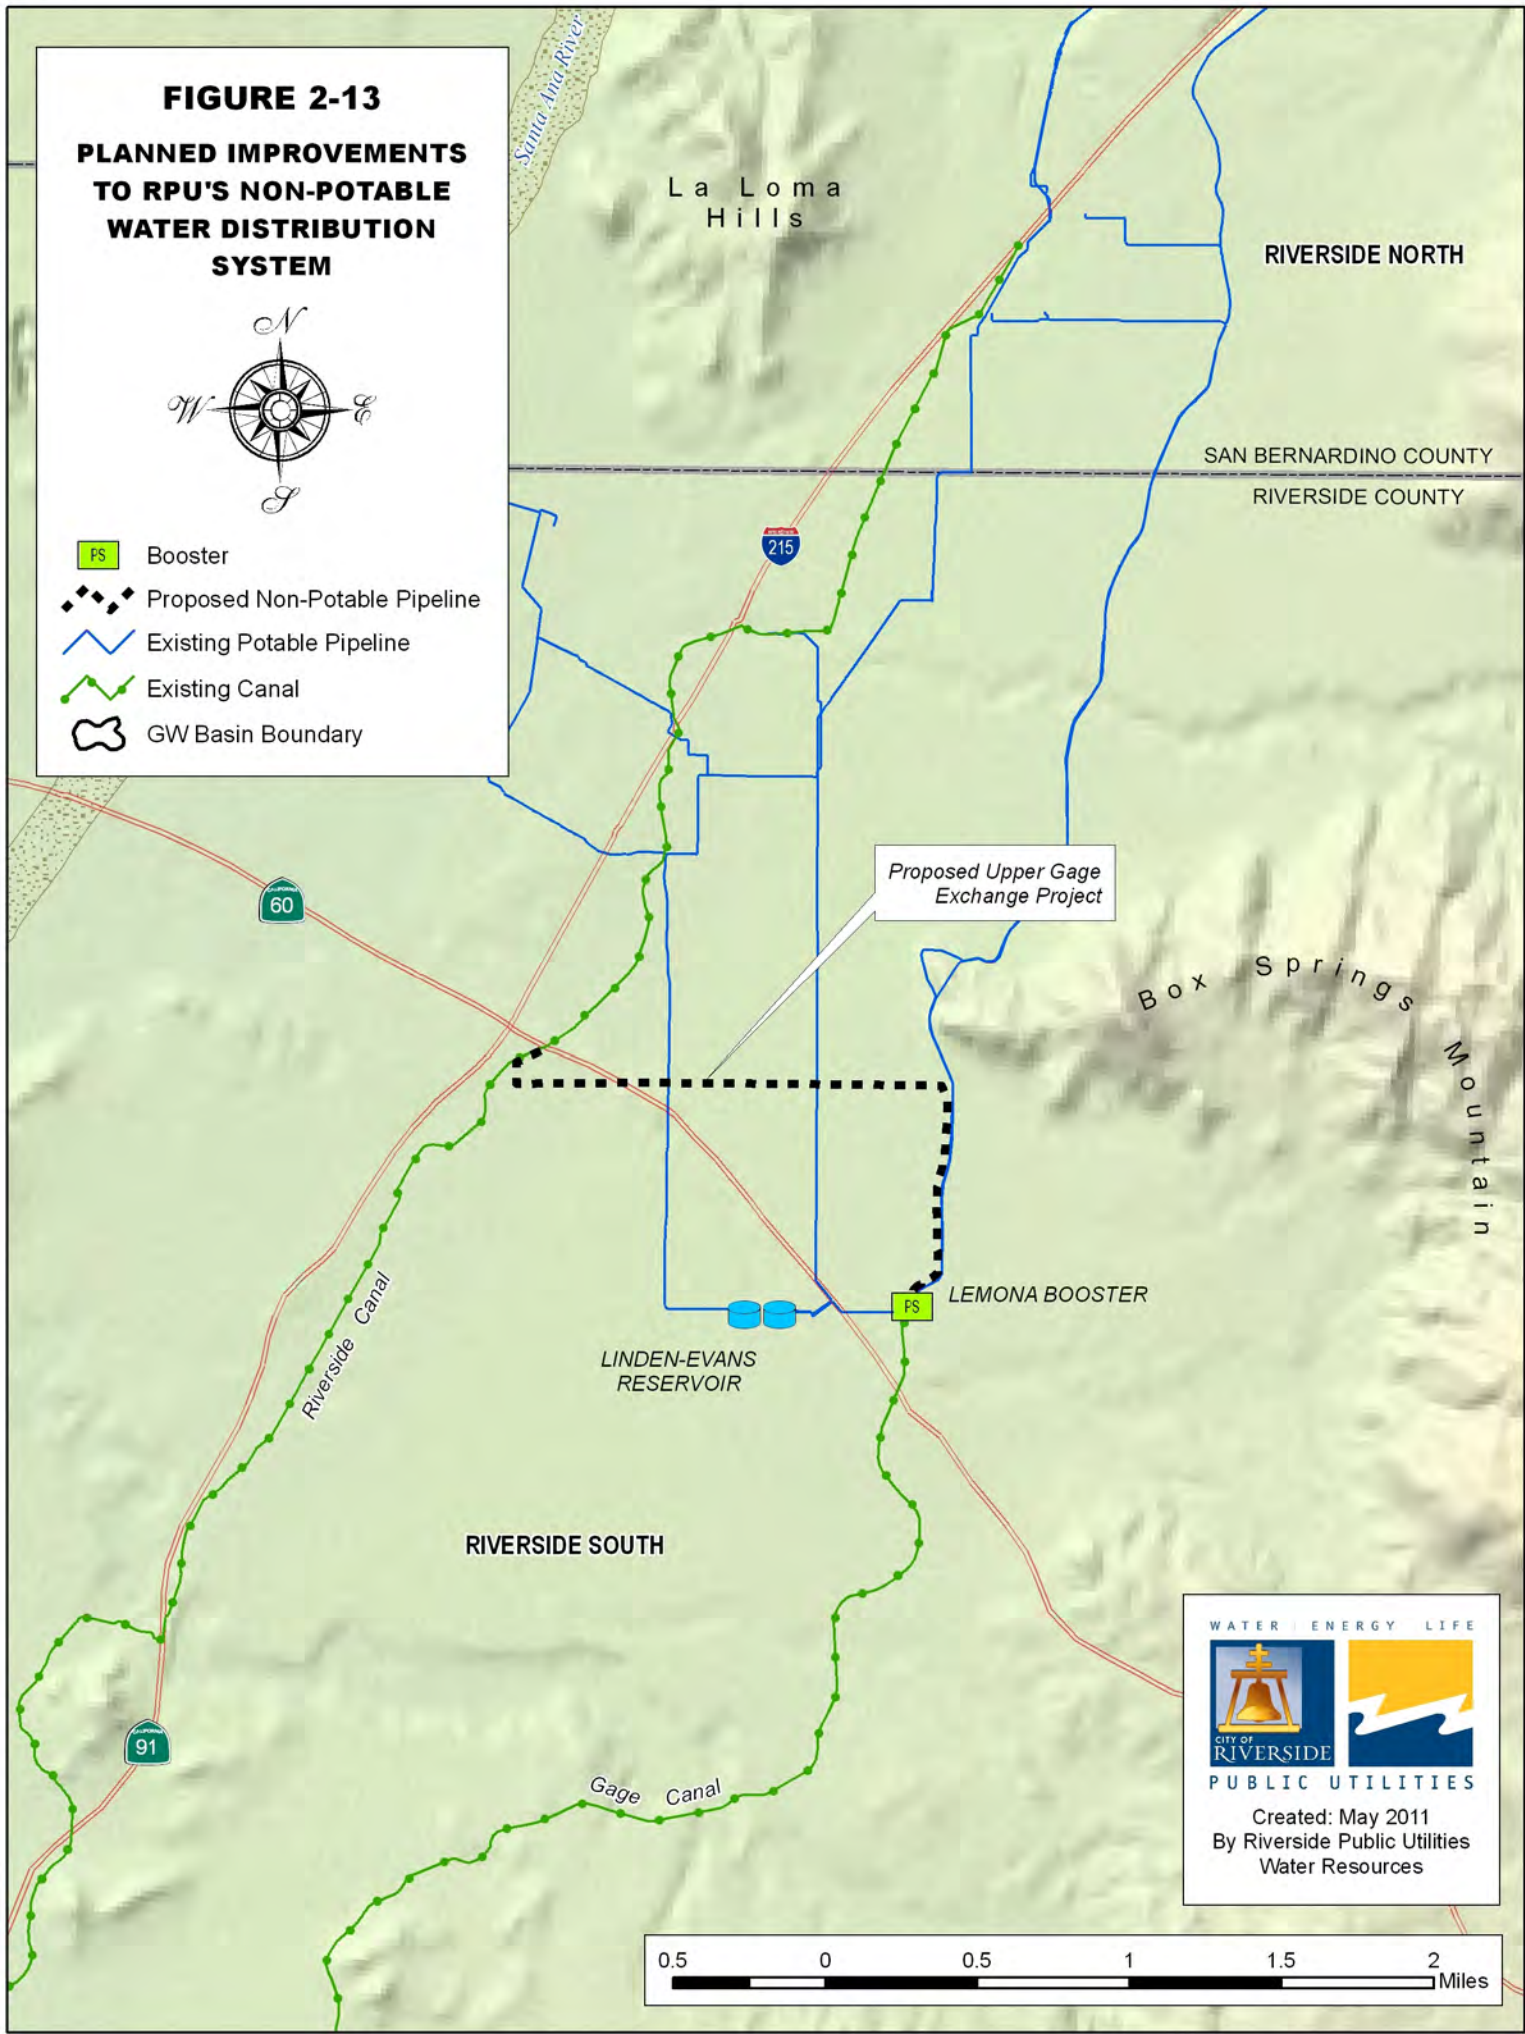 FIGURE 2-13
PLANNED IMPROVEMENTS
TO RPU'S NON-POTABLE
WATER DISTRIBUTION
SYSTEM
N
W
E
S
PS
Booster
Proposed Non-Potable Pipeline
Existing Potable Pipeline
Existing Canal
GW Basin Boundary
Santa Ana River
La Loma
Hills
RIVERSIDE NORTH
SAN BERNARDINO COUNTY
RIVERSIDE COUNTY
215
CALIFORNIA
60
Proposed Upper Gage
Exchange Project
Box Springs Mountain
PS
LEMONA BOOSTER
LINDEN-EVANS
RESERVOIR
Riverside Canal
RIVERSIDE SOUTH
CALIFORNIA
91
Gage Canal
WATER ENERGY LIFE
CITY OF
RIVERSIDE
PUBLIC UTILITIES
Created: May 2011
By Riverside Public Utilities
Water Resources
0.5 0 0.5 1 1.5 2
Miles